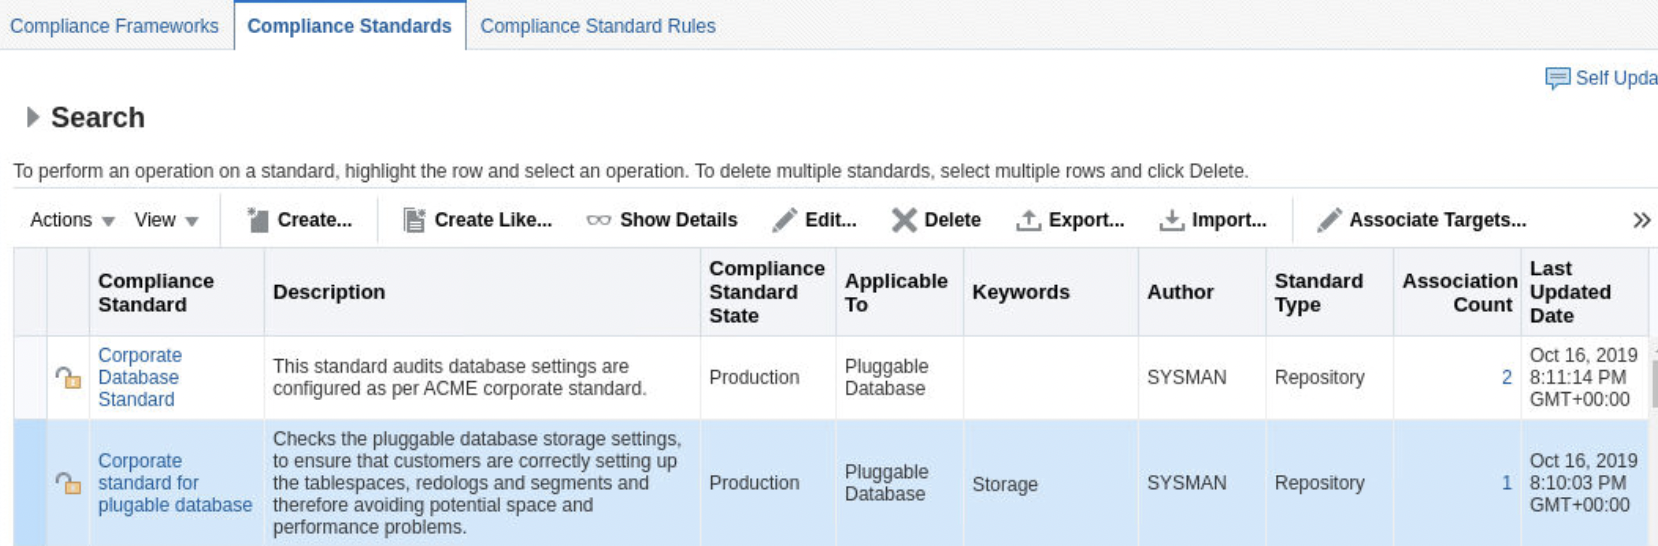 Compliance Frameworks Compliance Standards Compliance Standard Rules
Self Upda
Search
To perform an operation on a standard, highlight the row and select an operation. To delete multiple standards, select multiple rows and click Delete.
Actions View Create... Create Like... Show Details Edit... Delete Export... Import... Associate Targets...
Compliance
Standard
Description
Compliance
Standard
State
Applicable
To
Keywords
Author
Standard
Type
Association
Count
Last
Updated
Date
Corporate
Database
Standard
This standard audits database settings are
configured as per ACME corporate standard.
Production
Pluggable
Database
SYSMAN
Repository
2
Oct 16, 2019
8:11:14 PM
GMT+00:00
Corporate
standard for
plugable database
Checks the pluggable database storage settings,
to ensure that customers are correctly setting up
the tablespaces, redologs and segments and
therefore avoiding potential space and
performance problems.
Production
Pluggable
Database
Storage
SYSMAN
Repository
1
Oct 16, 2019
8:10:03 PM
GMT+00:00